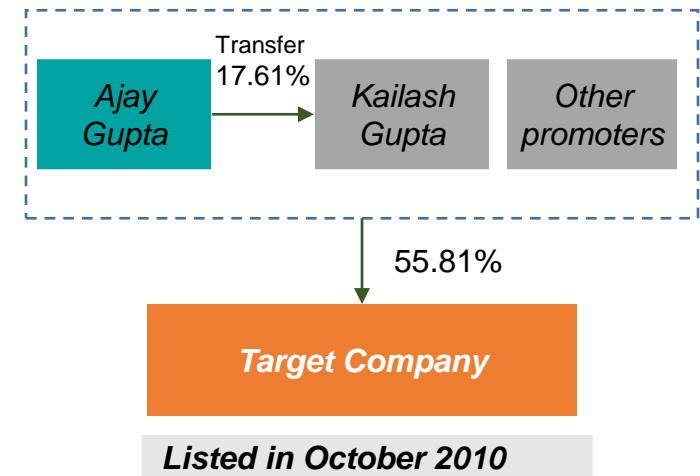 Transfer
17.61%
Ajay
Gupta
Kailash
Gupta
Other
promoters
55.81%
Target Company
Listed in October 2010